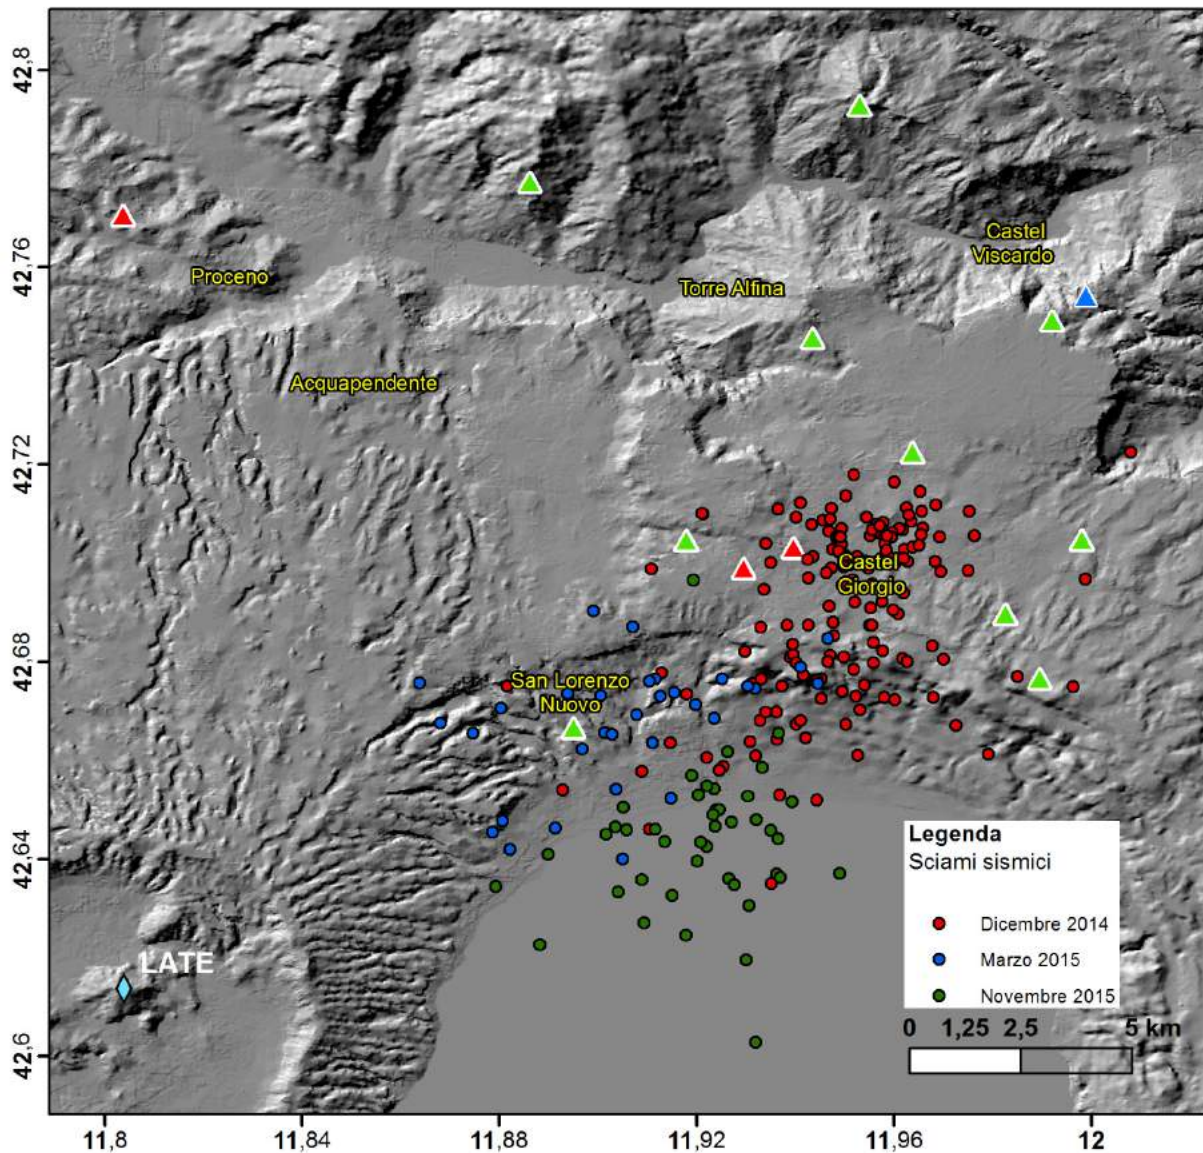 42,8
42,76
42,72
42,68
42,64
42,6
Castel
Viscardo
Proceno
Torre Alfina
Acquapendente
Castel
Giorgio
San Lorenzo
Nuovo
LATE
Legenda
Sciami sismici
Dicembre 2014
Marzo 2015
Novembre 2015
0 1,25 2,5 5 km
11,8 11,84 11,88 11,92 11,96 12